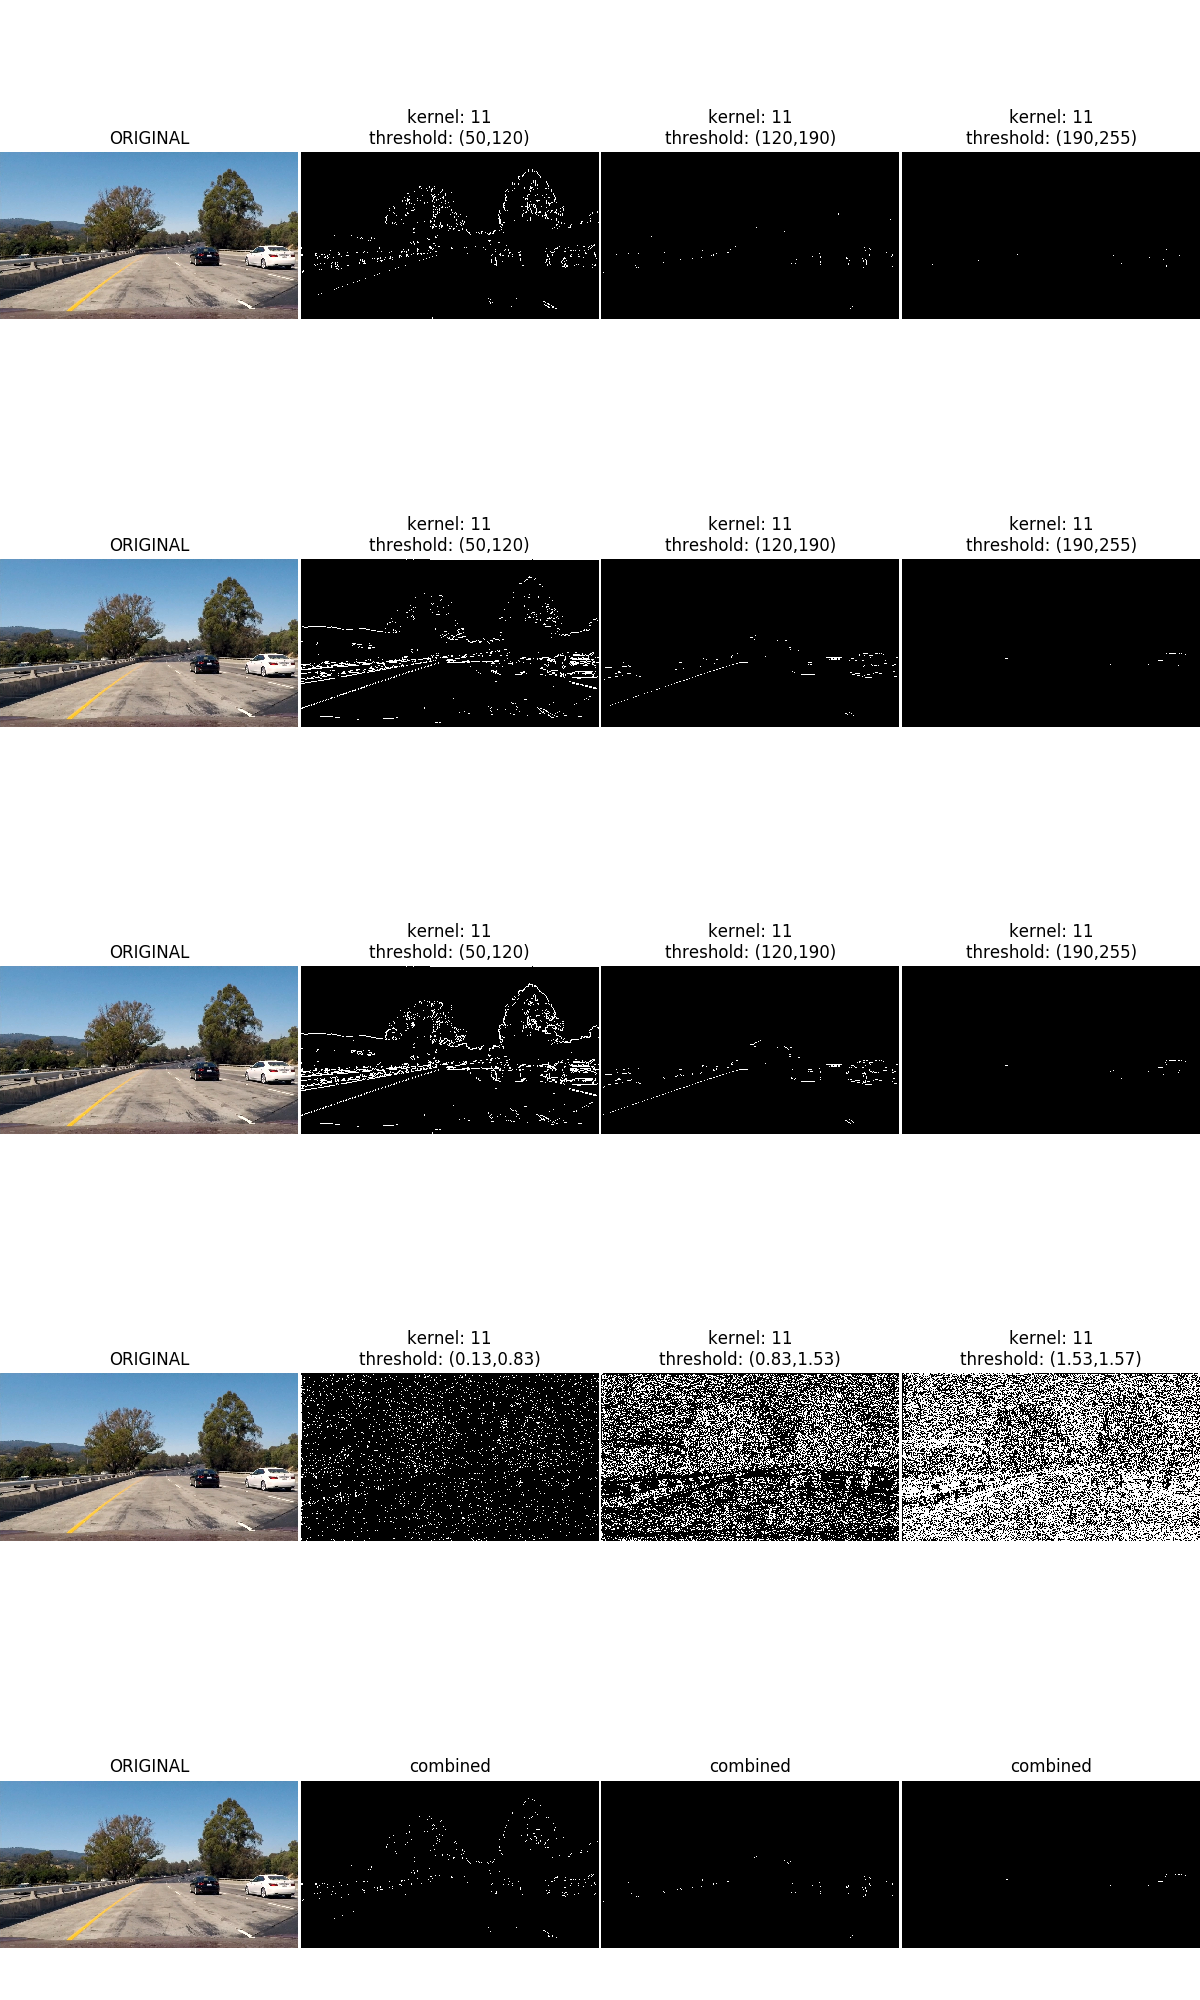 ORIGINAL
kernel: 11
threshold: (50,120)
kernel: 11
threshold: (120,190)
kernel: 11
threshold: (190,255)
ORIGINAL
kernel: 11
threshold: (50,120)
kernel: 11
threshold: (120,190)
kernel: 11
threshold: (190,255)
ORIGINAL
kernel: 11
threshold: (50,120)
kernel: 11
threshold: (120,190)
kernel: 11
threshold: (190,255)
ORIGINAL
kernel: 11
threshold: (0.13,0.83)
kernel: 11
threshold: (0.83,1.53)
kernel: 11
threshold: (1.53,1.57)
ORIGINAL
combined
combined
combined